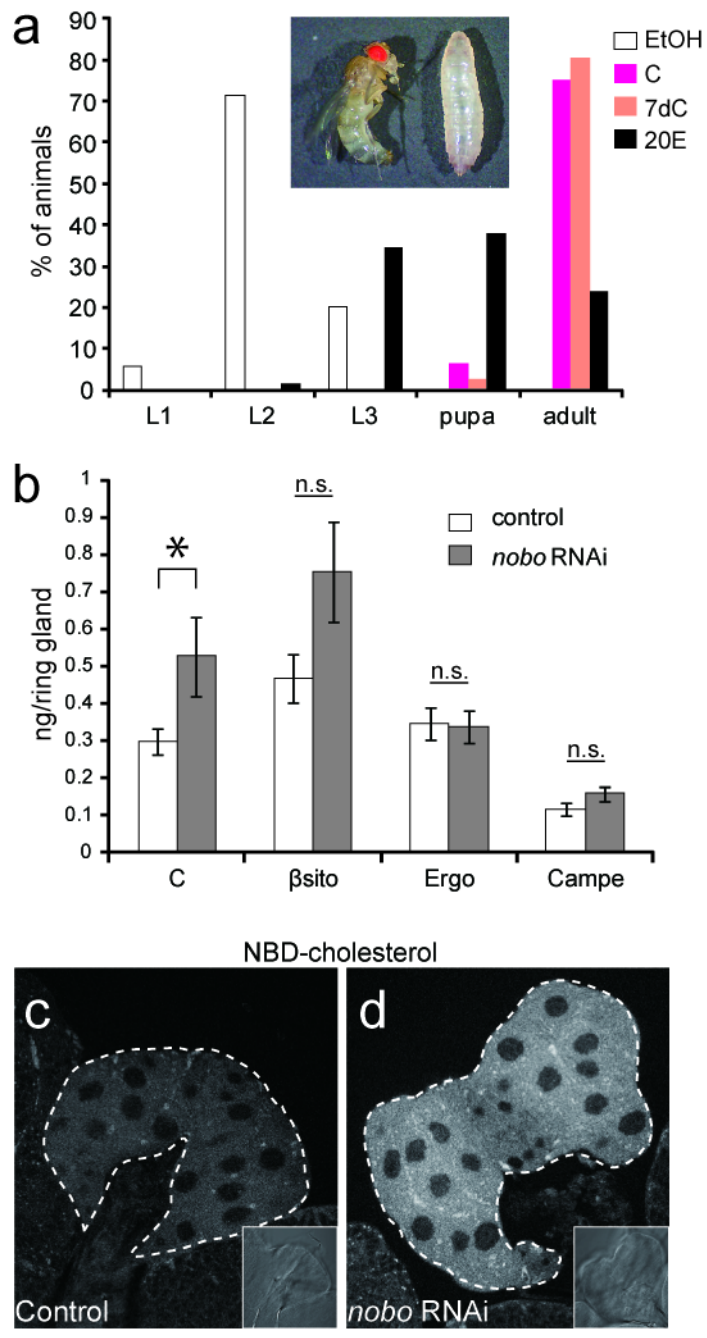 a
% of animals
90
80
70
60
50
40
30
20
10
0
EtOH
C
7dC
20E
L1 L2 L3 pupa adult
b
ng/ring gland
1
0.9
0.8
0.7
0.6
0.5
0.4
0.3
0.2
0.1
0
control
nobo RNAi
*
n.s.
n.s.
n.s.
C βsito Ergo Campe
NBD-cholesterol
c
Control
d
nobo RNAi